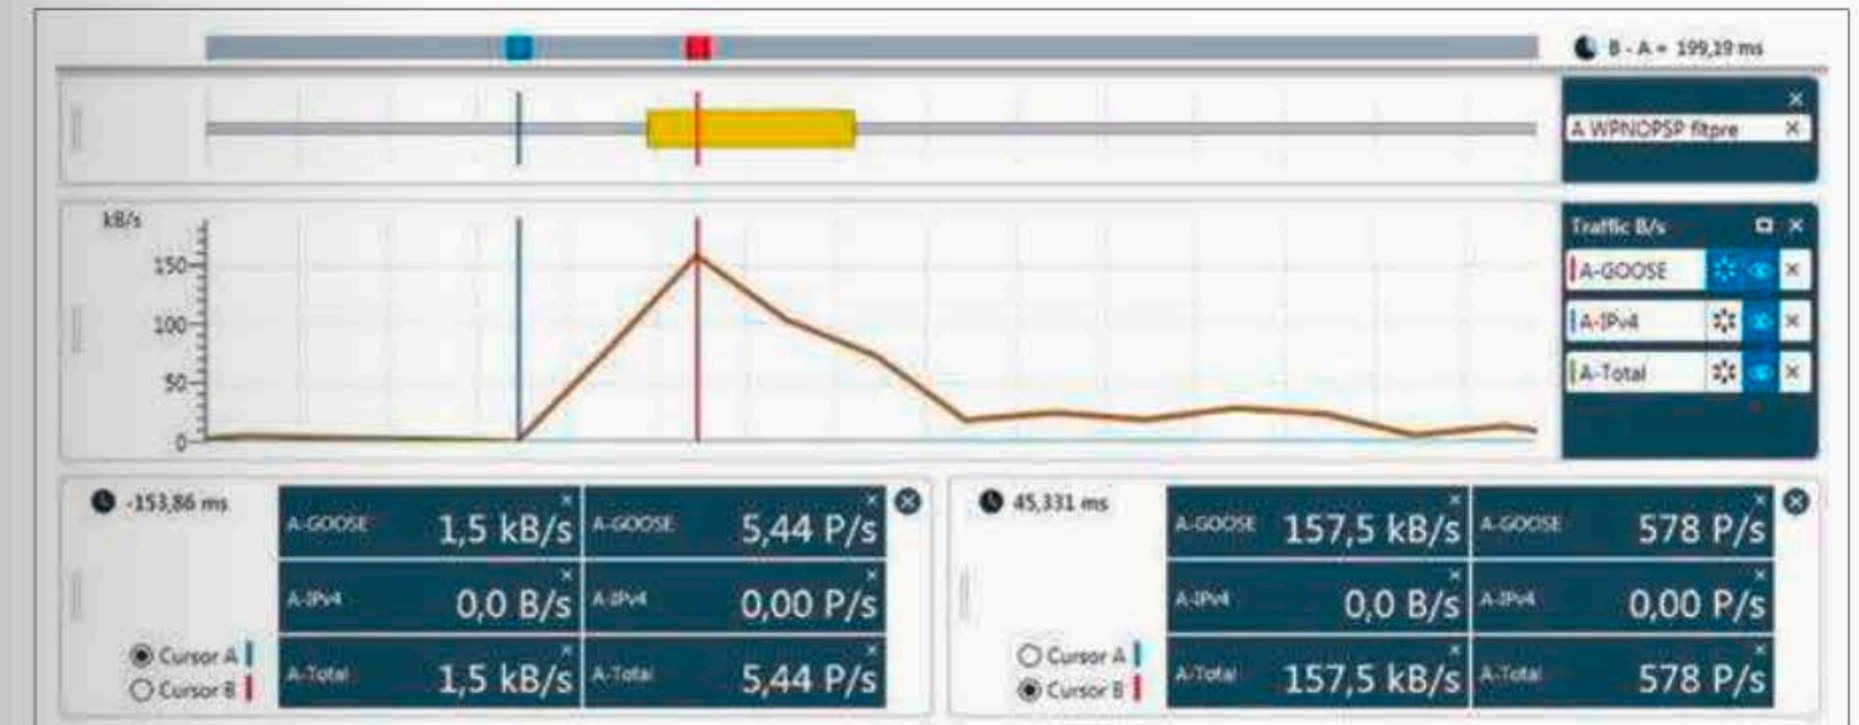 B - A = 199,19 ms
A WPNOPSP fitpre
kB/s
150
100
50
0
Traffic B/s
A-GOOSE
A-IPv4
A-Total
-153,86 ms
A-GOOSE 1,5 kB/s A-GOOSE 5,44 P/s
A-IPv4 0,0 B/s A-IPv4 0,00 P/s
A-Total 1,5 kB/s A-Total 5,44 P/s
Cursor A
Cursor B
45,331 ms
A-GOOSE 157,5 kB/s A-GOOSE 578 P/s
A-IPv4 0,0 B/s A-IPv4 0,00 P/s
A-Total 157,5 kB/s A-Total 578 P/s
Cursor A
Cursor B